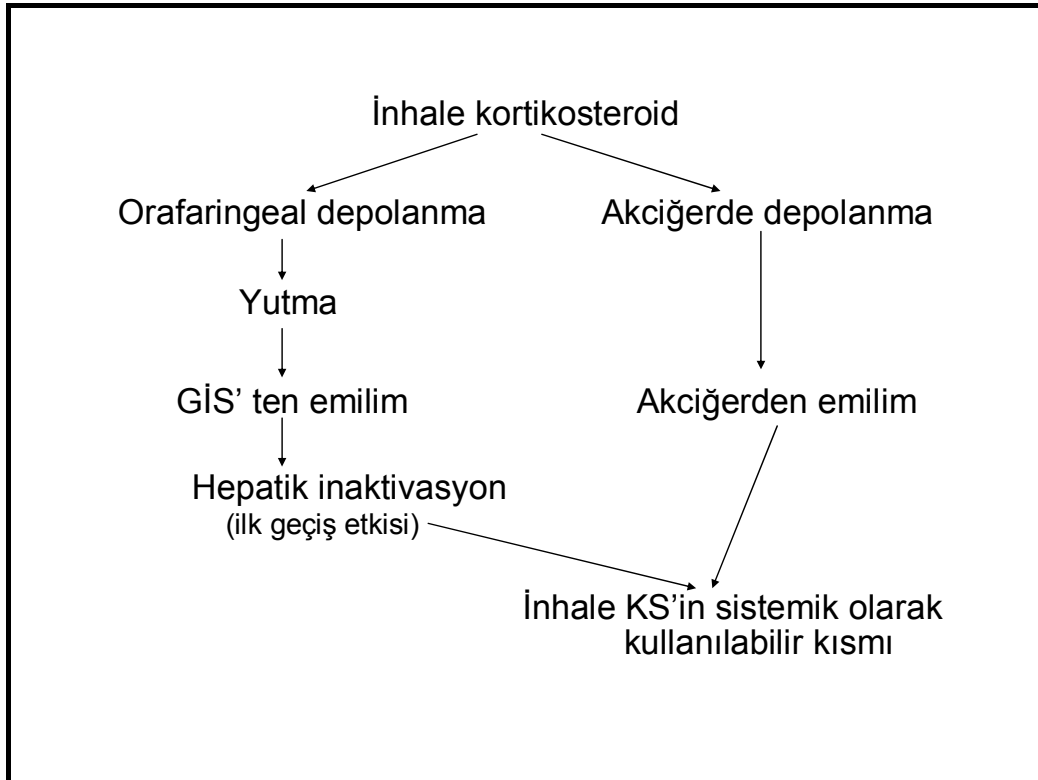 İnhale kortikosteroid
Orafaringeal depolanma
Akciğerde depolanma
Yutma
GİS’ ten emilim
Akciğerden emilim
Hepatik inaktivasyon
(ilk geçiş etkisi)
İnhale KS’in sistemik olarak
kullanılabilir kısmı